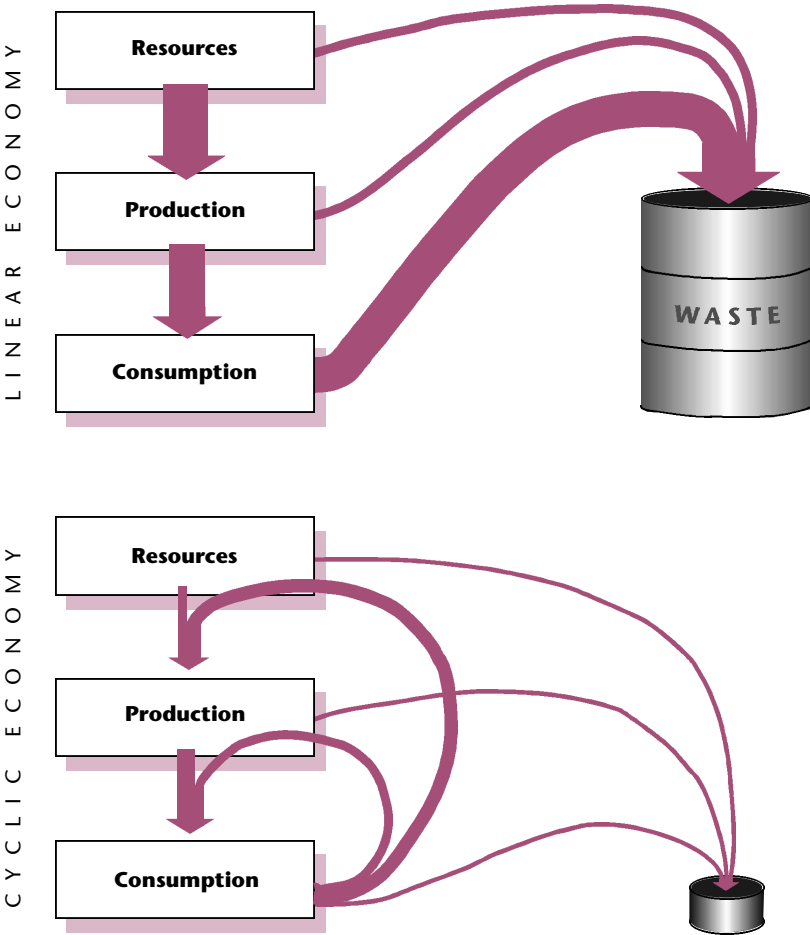 LINEAR ECONOMY
Resources
Production
Consumption
WASTE
CYCLIC ECONOMY
Resources
Production
Consumption